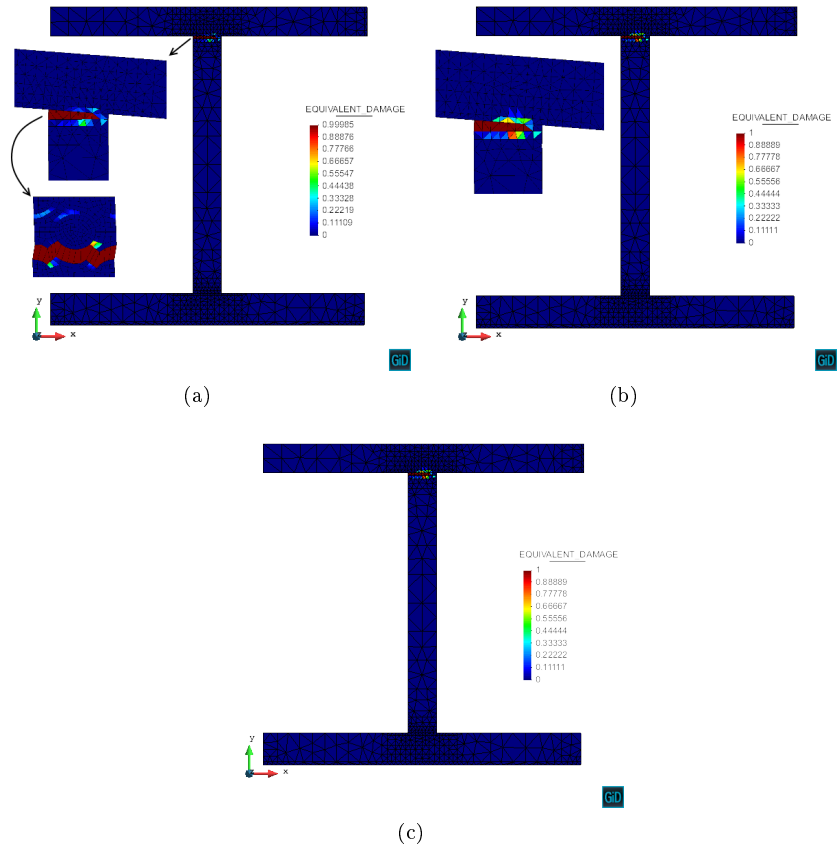 EQUIVALENT_DAMAGE
0.99985
0.88876
0.77766
0.66657
0.55547
0.44438
0.33328
0.22219
0.11109
0
y
x
GiD
(a)
EQUIVALENT_DAMAGE
1
0.88889
0.77778
0.66667
0.55556
0.44444
0.33333
0.22222
0.11111
0
y
x
GiD
(b)
EQUIVALENT_DAMAGE
1
0.88889
0.77778
0.66667
0.55556
0.44444
0.33333
0.22222
0.11111
0
y
x
GiD
(c)